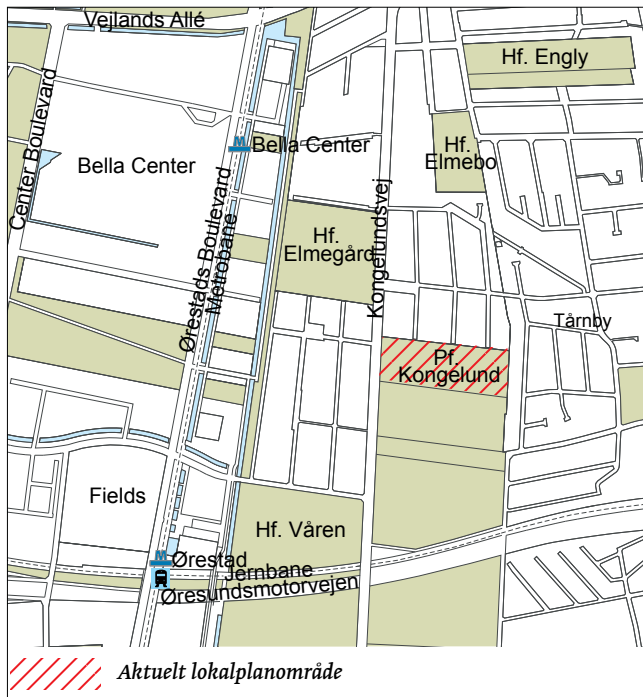 Vejlands Allé
Hf. Engly
Center Boulevard
Bella Center
M Bella Center
Hf.
Elmebo
Ørestads Boulevard
Metrobane
Hf.
Elmegård
Kongelundsvej
Tårnby
Pf.
Kongelund
Fields
Hf. Våren
M Ørestad
Jernbane
Øresundsmotorvejen
Aktuelt lokalplanområde